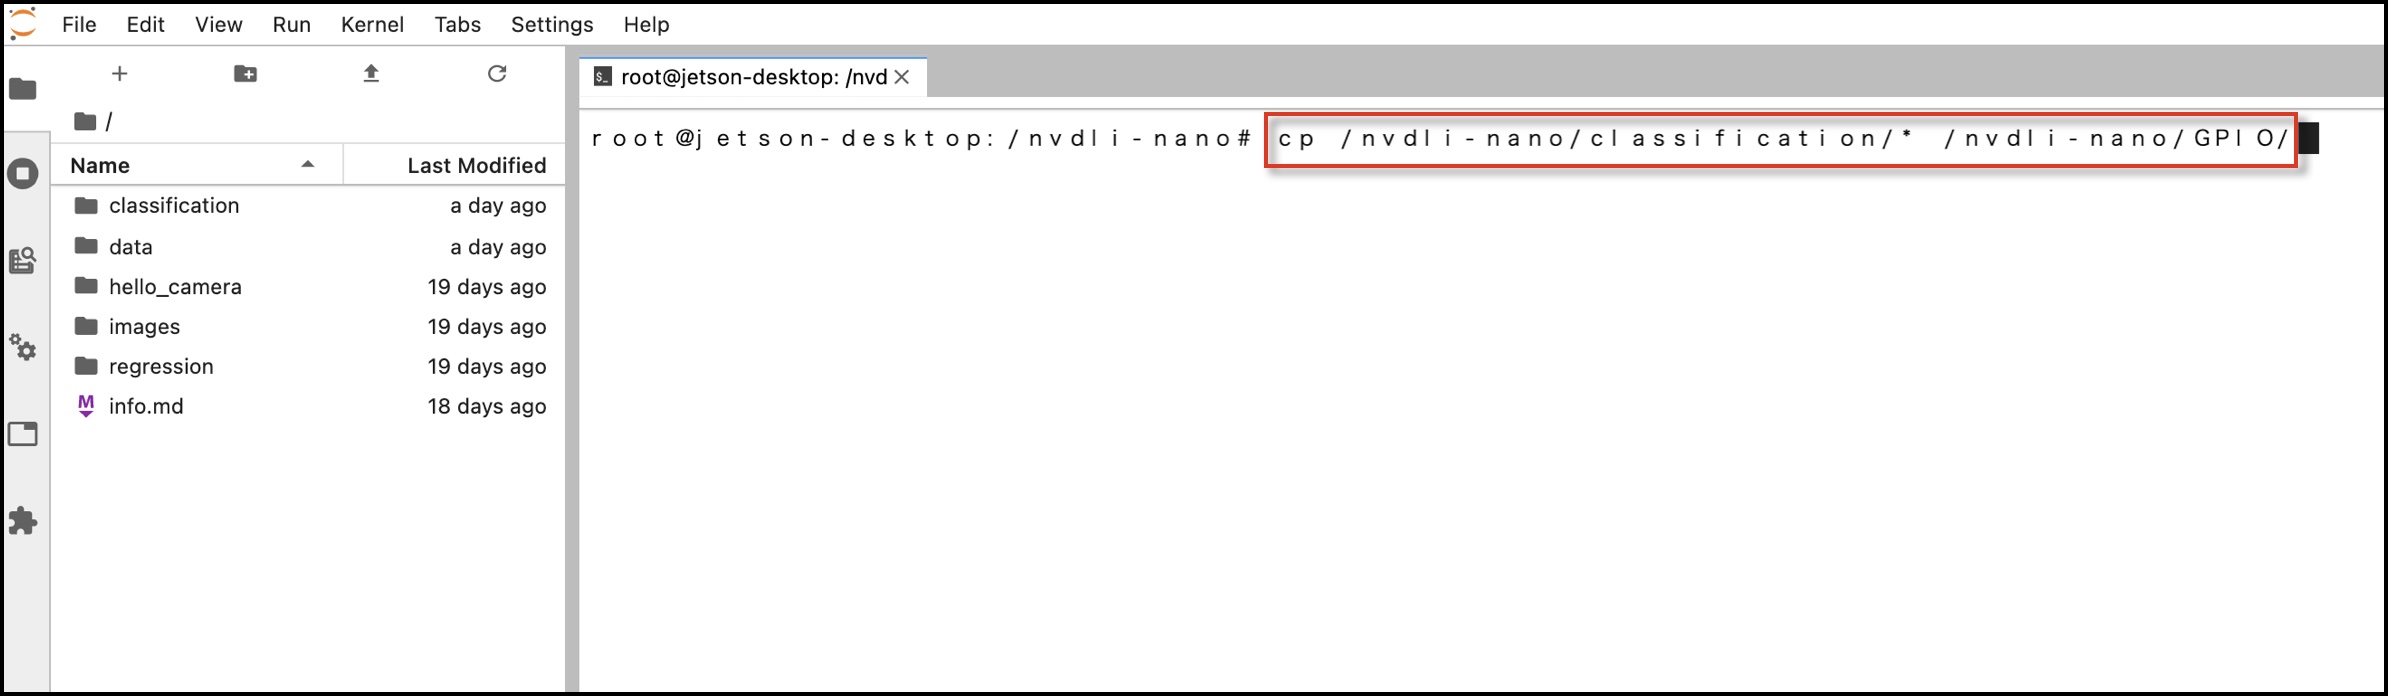 File Edit View Run Kernel Tabs Settings Help
root@jetson-desktop: /nvd
/
root@jetson-desktop:/nvdli-nano# cp /nvdli-nano/classification/* /nvdli-nano/GPIO/
Name Last Modified
classification a day ago
data a day ago
hello_camera 19 days ago
images 19 days ago
regression 19 days ago
info.md 18 days ago